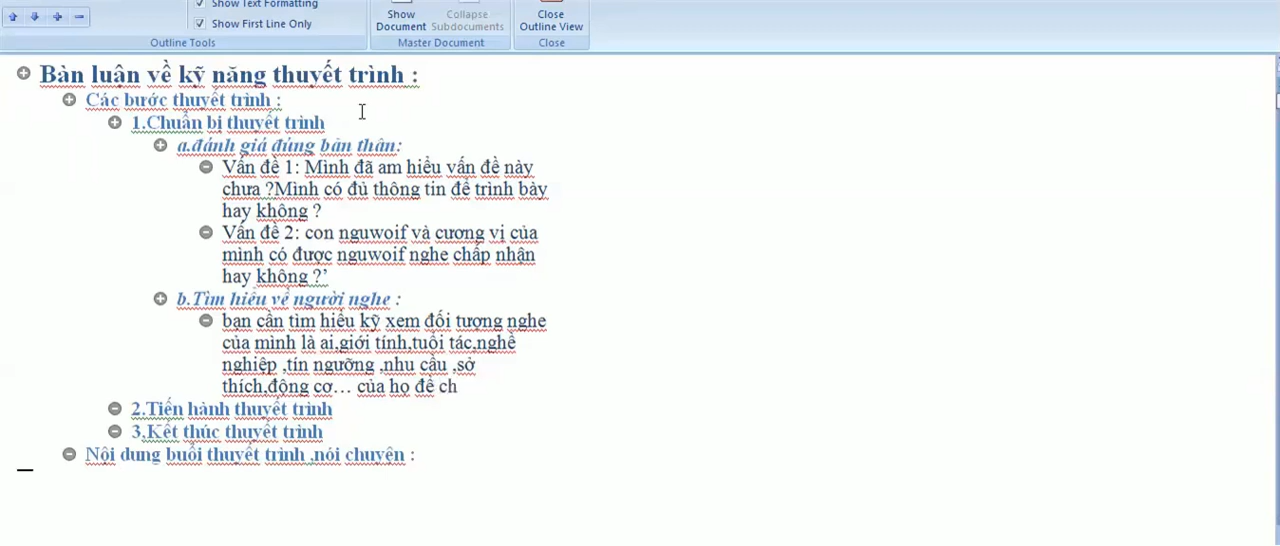 Show Text Formatting
Show First Line Only
Outline Tools
Show Document
Collapse Subdocuments
Master Document
Close Outline View
Close
Bàn luận về kỹ năng thuyết trình :
Các bước thuyết trình :
1.Chuẩn bị thuyết trình
a.đánh giá đúng bản thân:
Vấn đề 1: Mình đã am hiểu vấn đề này
chưa ?Mình có đủ thông tin để trình bày
hay không ?
Vấn đề 2: con nguwoif và cương vị của
mình có được nguwoif nghe chấp nhận
hay không ?’
b.Tìm hiểu về người nghe :
bạn cần tìm hiểu kỹ xem đối tượng nghe
của mình là ai,giới tính,tuổi tác,nghề
nghiệp ,tín ngưỡng ,nhu cầu ,sở
thích,động cơ… của họ để ch
2.Tiến hành thuyết trình
3,Kết thúc thuyết trình
Nội dung buổi thuyết trình ,nói chuyện :